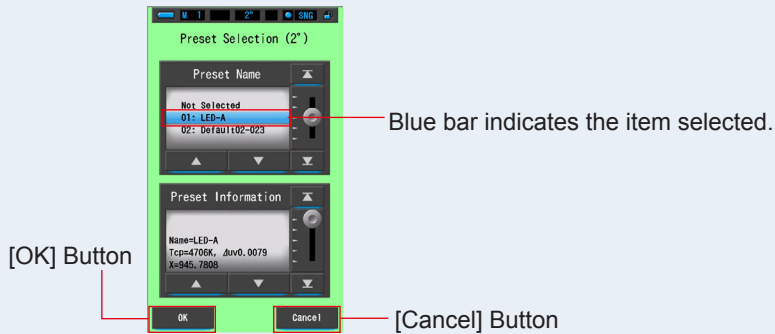 M 1 2° SNG
Preset Selection (2°)
Preset Name
Not Selected
01: LED-A
02: Default02-023
Blue bar indicates the item selected.
Preset Information
Name=LED-A
Tcp=4706K, ⊿uv0.0079
X=945.7808
[OK] Button
OK
Cancel
[Cancel] Button